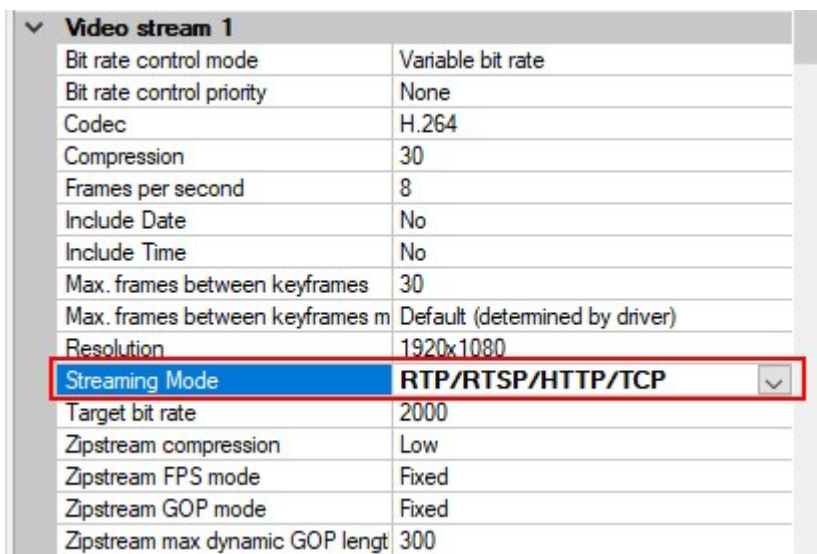 Video stream 1
Bit rate control mode Variable bit rate
Bit rate control priority None
Codec H.264
Compression 30
Frames per second 8
Include Date No
Include Time No
Max. frames between keyframes 30
Max. frames between keyframes m Default (determined by driver)
Resolution 1920x1080
Streaming Mode RTP/RTSP/HTTP/TCP
Target bit rate 2000
Zipstream compression Low
Zipstream FPS mode Fixed
Zipstream GOP mode Fixed
Zipstream max dynamic GOP lengt 300